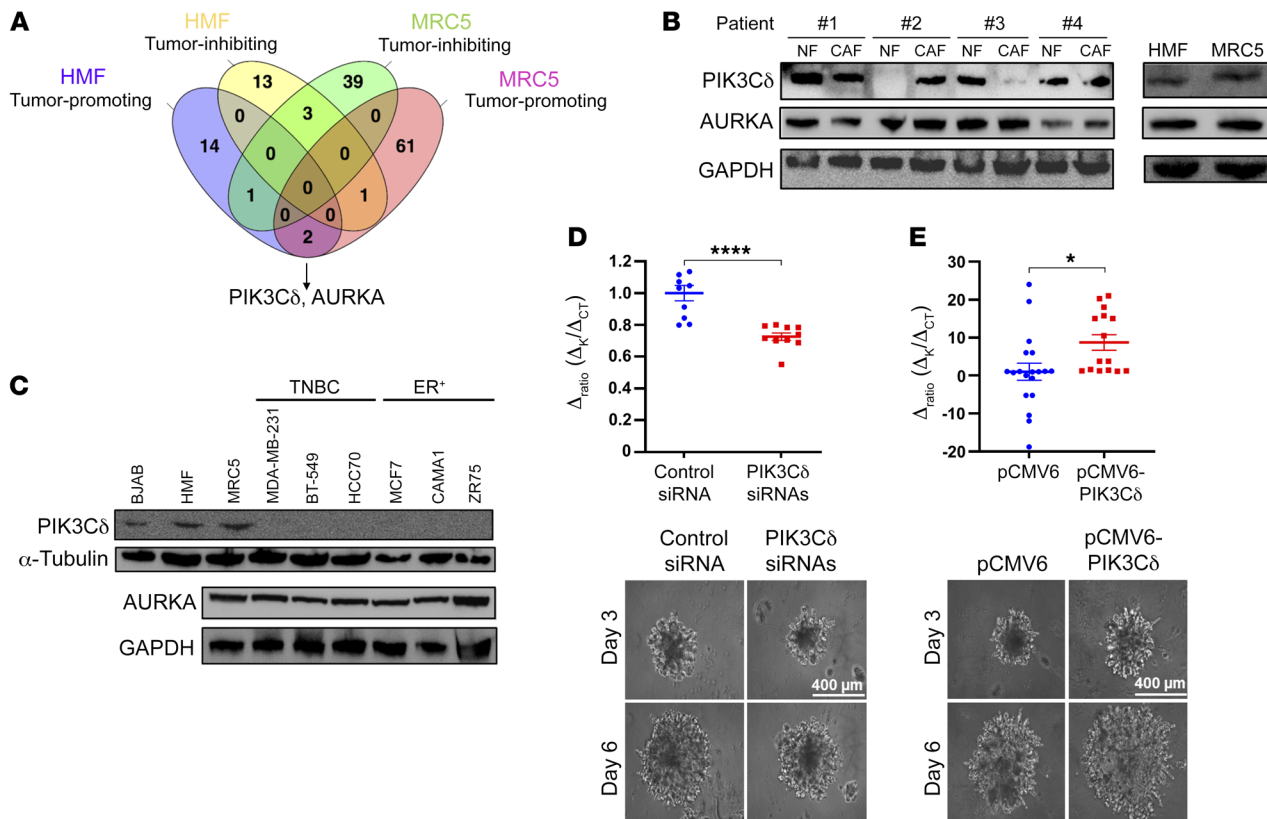 A
HMF
Tumor-inhibiting
MRC5
Tumor-inhibiting
HMF
Tumor-promoting
MRC5
Tumor-promoting
13
39
0
3
0
14
0
0
61
1
0
1
0
0
2
PIK3Cδ, AURKA
B
Patient
#1
#2
#3
#4
NF
CAF
NF
CAF
NF
CAF
NF
CAF
HMF
MRC5
PIK3Cδ
AURKA
GAPDH
C
TNBC
ER+
BJAB
HMF
MRC5
MDA-MB-231
BT-549
HCC70
MCF7
CAMA1
ZR75
PIK3Cδ
α-Tubulin
AURKA
GAPDH
D
****
Δratio (ΔK/ΔCT)
1.2
1.0
0.8
0.6
0.4
0.2
0
Control
siRNA
PIK3Cδ
siRNAs
Control
siRNA
PIK3Cδ
siRNAs
Day 3
400 µm
Day 6
E
*
Δratio (ΔK/ΔCT)
30
20
10
0
-10
-20
pCMV6
pCMV6-
PIK3Cδ
pCMV6
pCMV6-
PIK3Cδ
Day 3
400 µm
Day 6